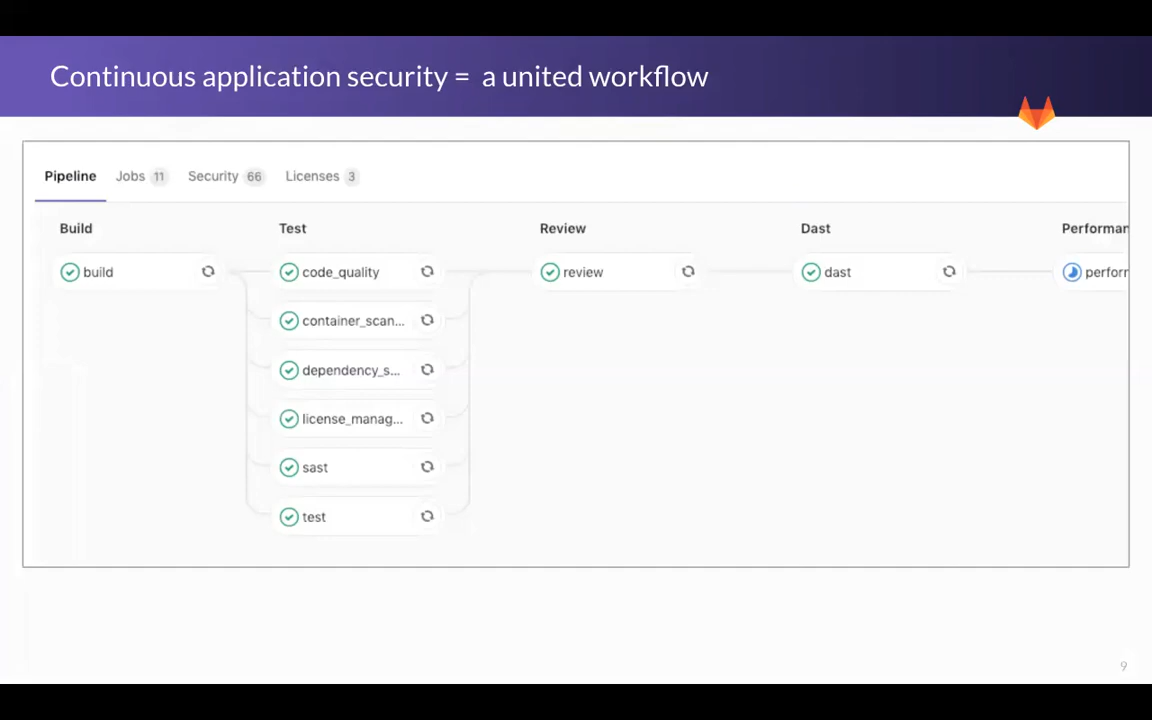 Continuous application security = a united workflow
Pipeline Jobs 11 Security 66 Licenses 3
Build Test Review Dast Performan
build code_quality review dast perforr
container_scan...
dependency_s...
license_manag...
sast
test
9